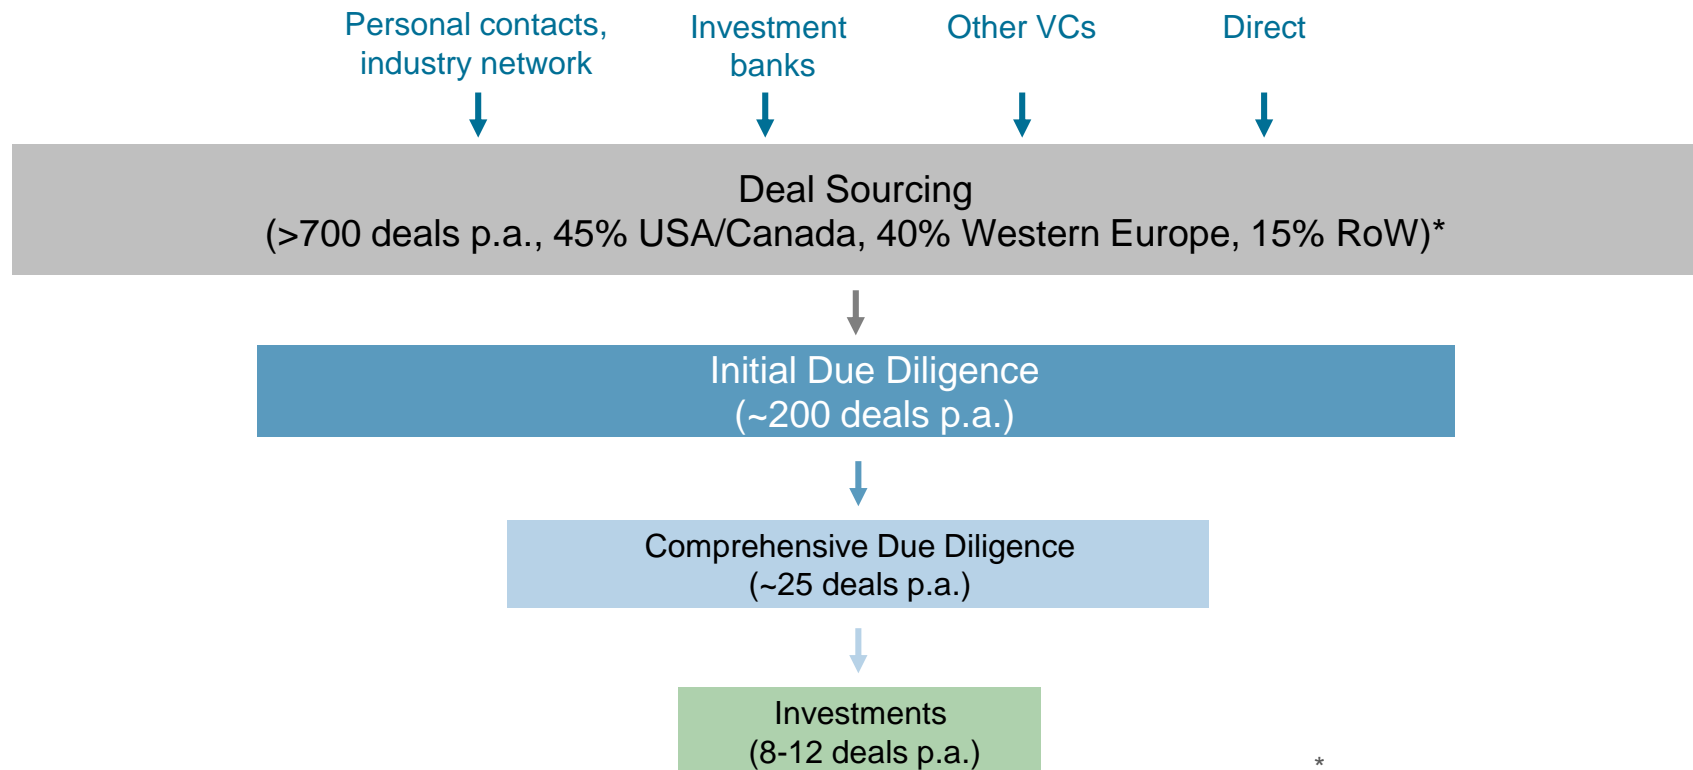 Personal contacts,
industry network
Investment
banks
Other VCs
Direct
Deal Sourcing
(>700 deals p.a., 45% USA/Canada, 40% Western Europe, 15% RoW)*
Initial Due Diligence
(~200 deals p.a.)
Comprehensive Due Diligence
(~25 deals p.a.)
Investments
(8-12 deals p.a.)
*